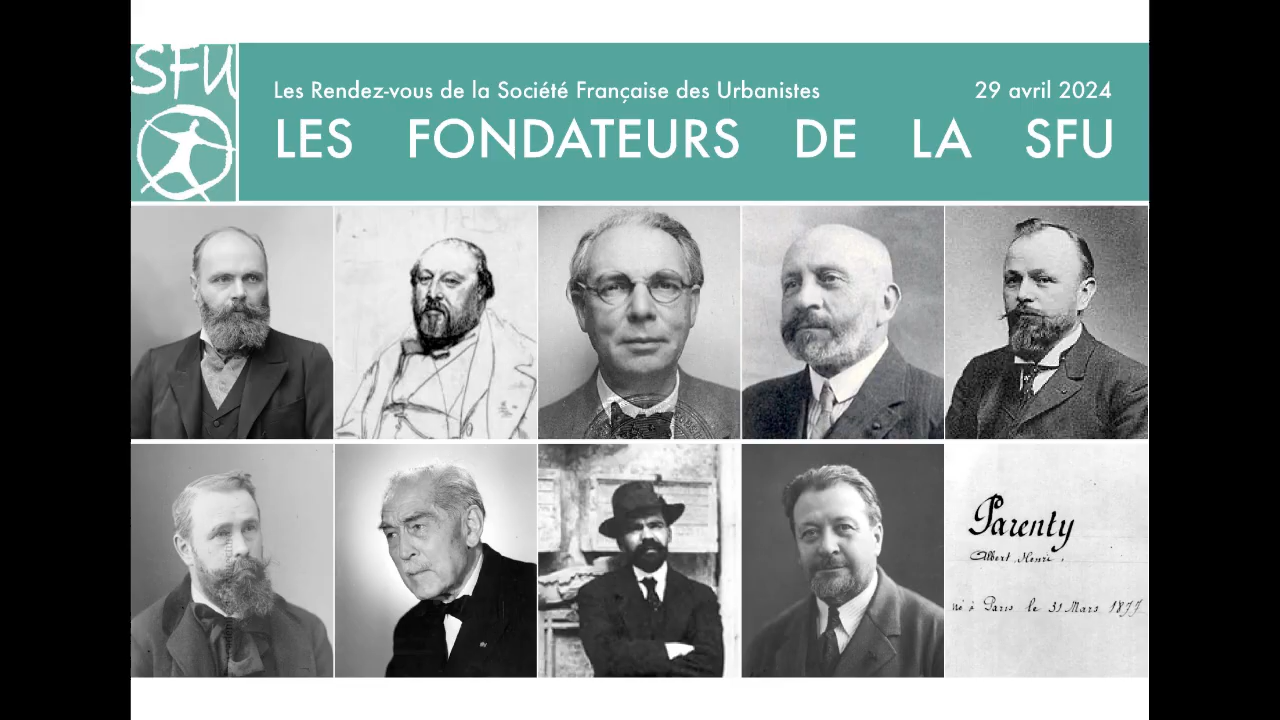 SFU
Les Rendez-vous de la Société Française des Urbanistes
29 avril 2024
LES FONDATEURS DE LA SFU
Parenty
Albert Henri.
né à Paris le 31 Mars 1877